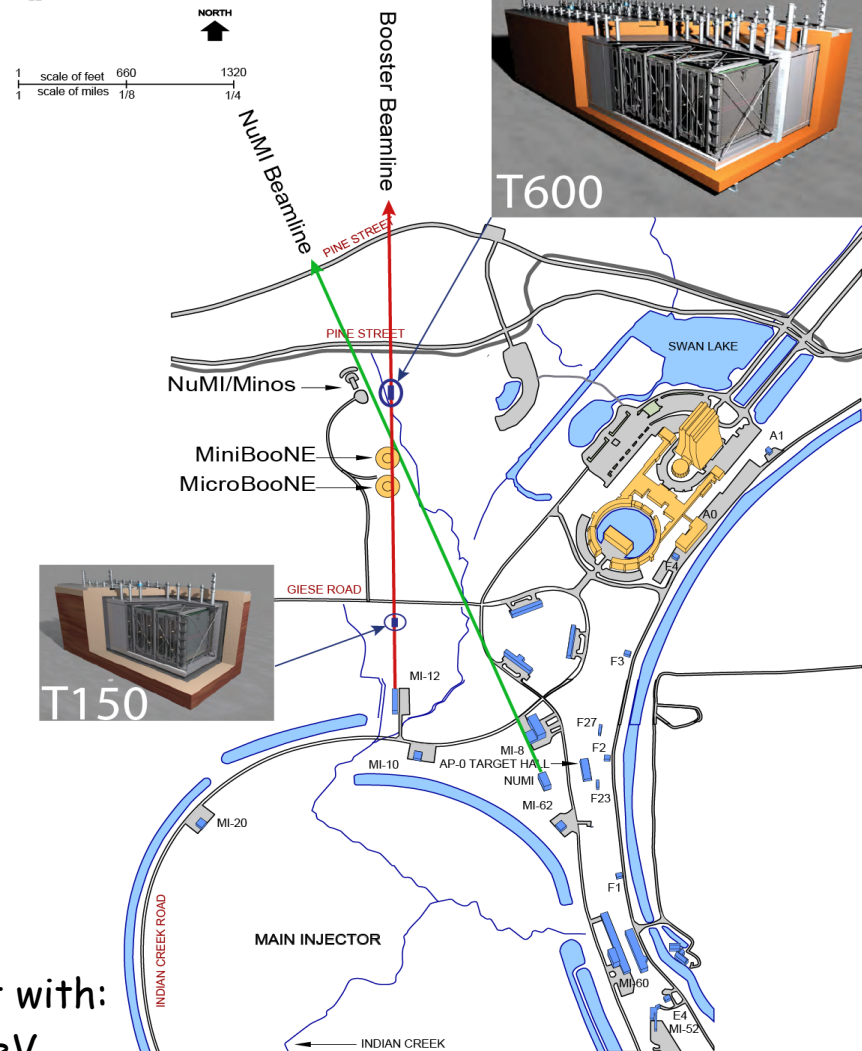 NORTH
1 scale of feet 660 1320
1 scale of miles 1/8 1/4
NuMI Beamline
Booster Beamline
T600
PINE STREET
PINE STREET
SWAN LAKE
NuMI/Minos
MiniBooNE
MicroBooNE
A1
A0
E4
GIESE ROAD
T150
MI-12
F3
F27
MI-8
F2
MI-10
AP-0 TARGET HALL
NUMI
F23
MI-62
MI-20
F1
INDIAN CREEK ROAD
MAIN INJECTOR
MI-60
with:
E4
MI-52
INDIAN CREEK